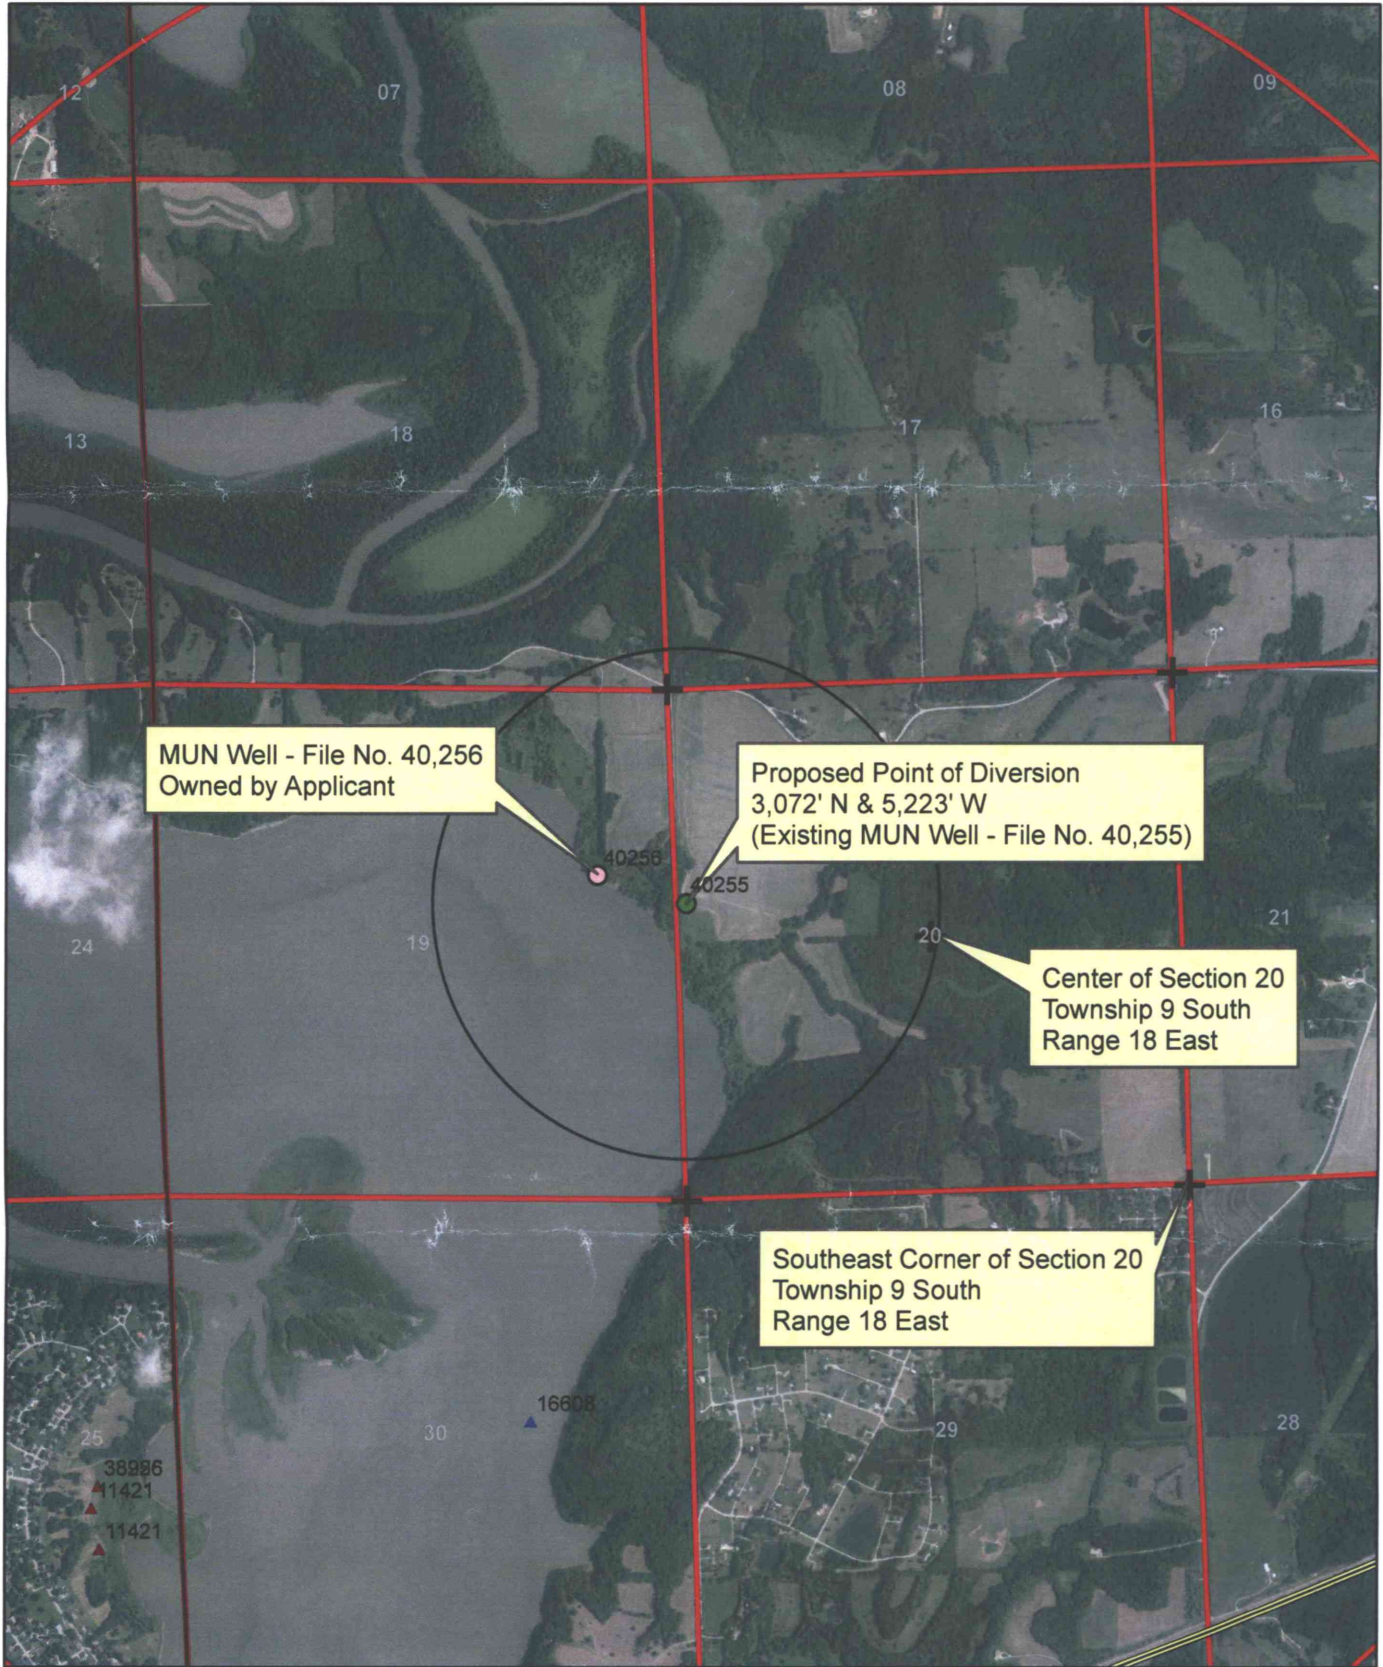 12
07
08
09
13
18
17
16
MUN Well - File No. 40,256
Owned by Applicant
Proposed Point of Diversion
3,072' N & 5,223' W
(Existing MUN Well - File No. 40,255)
40256
40255
24
19
20
21
Center of Section 20
Township 9 South
Range 18 East
Southeast Corner of Section 20
Township 9 South
Range 18 East
16608
25
30
29
28
11421
11421